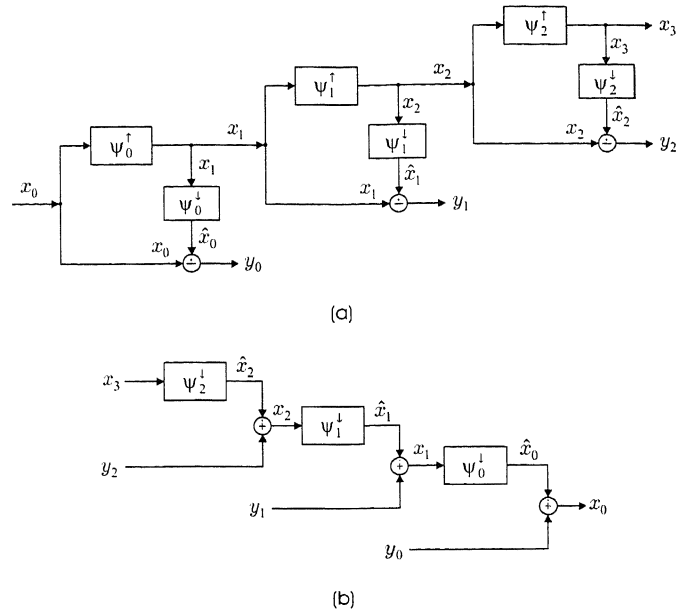 ψ₂↑ x₃
x₃
ψ₁↑ x₂ ψ₂↓
x₂ x̂₂
ψ₀↑ x₁ ψ₁↓ x₂ ∸ y₂
x₁ x̂₁
x₀ ψ₀↓ x₁ ∸ y₁
x̂₀
x₀ ∸ y₀
(a)
x₃ ψ₂↓ x̂₂
∔ x₂ ψ₁↓ x̂₁
y₂ ∔ x₁ ψ₀↓ x̂₀
y₁ ∔ x₀
y₀
(b)